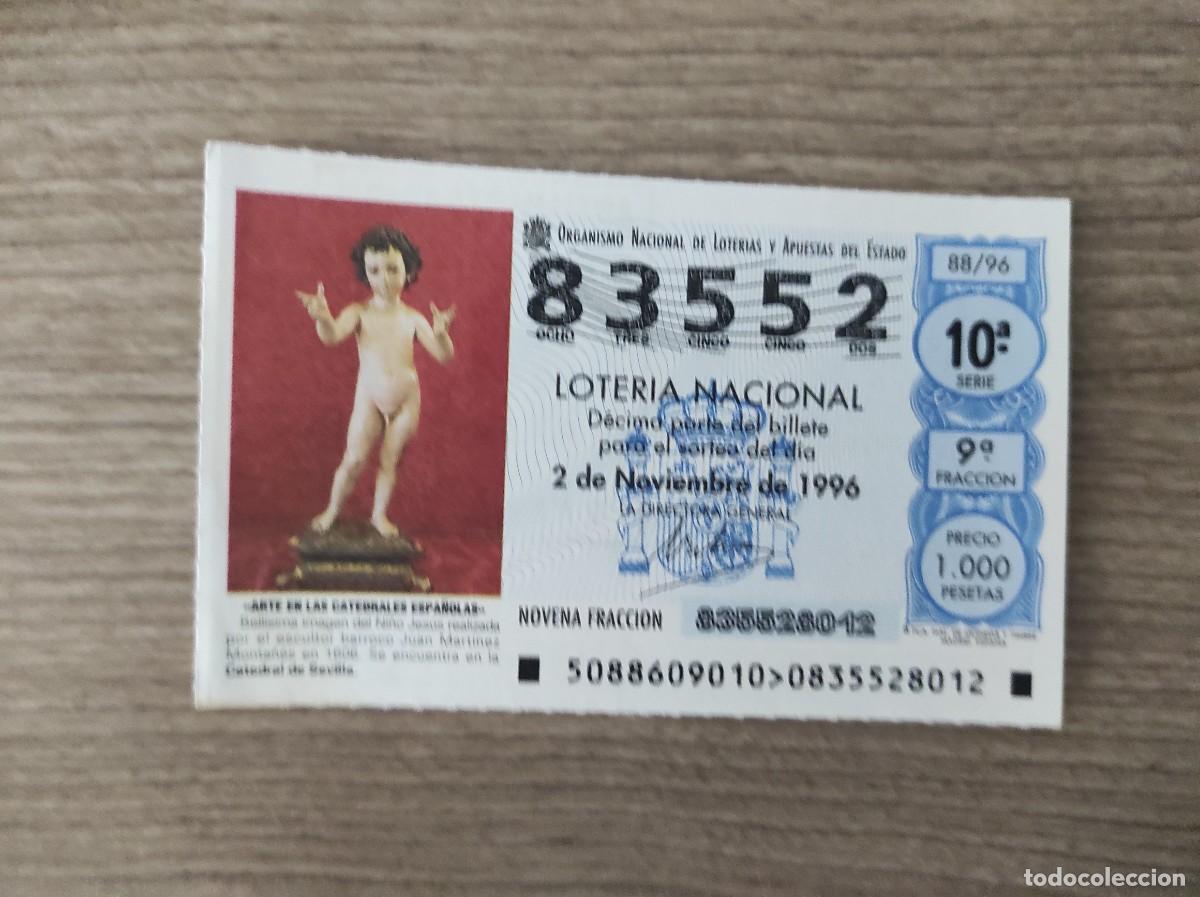 ORGANISMO NACIONAL DE LOTERIAS Y APUESTAS DEL ESTADO
83552
OCHO TRES CINCO CINCO DOS
LOTERIA NACIONAL
Décima parte del billete
para el sorteo del día
2 de Noviembre de 1996
LA DIRECTORA GENERAL
NOVENA FRACCION 835528042
5088609010>0835528012
88/96
10ª
SERIE
9ª
FRACCION
PRECIO
1.000
PESETAS
«ARTE EN LAS CATEDRALES ESPAÑOLAS»
Bellísima imagen del Niño Jesús realizada
por el escultor barroco Juan Martínez
Montañés en 1606. Se encuentra en la
Catedral de Sevilla.
todocoleccion